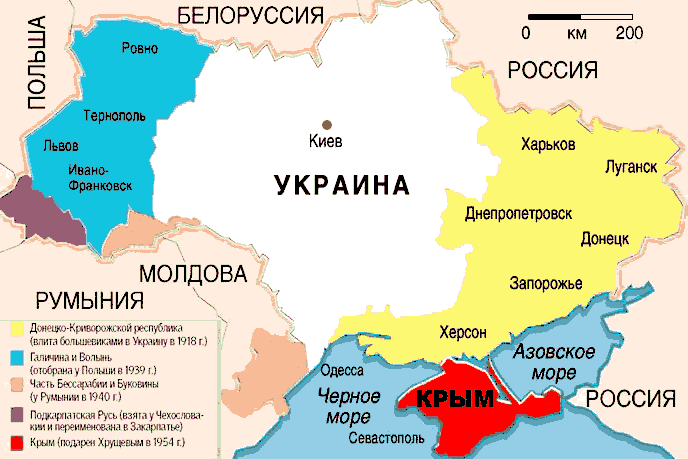 БЕЛОРУССИЯ
0 км 200
ПОЛЬША
Ровно
РОССИЯ
Тернополь
Киев
Харьков
Львов
Луганск
Ивано-
Франковск
УКРАИНА
Днепропетровск
Донецк
МОЛДОВА
Запорожье
РУМЫНИЯ
Херсон
Донецко-Криворожской республика
(влита большевиками в Украину в 1918 г.)
Галичина и Волынь
(отобрана у Польши в 1939 г.)
Часть Бессарабии и Буковины
(у Румынии в 1940 г.)
Подкарпатская Русь (взята у Чехослова-
кии и переименована в Закарпатье)
Крым (подарен Хрущевым в 1954 г.)
Одесса
Черное
море
Азовское
море
КРЫМ
РОССИЯ
Севастополь